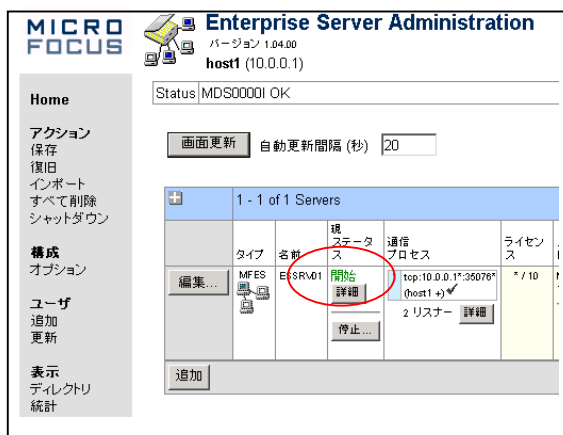 MICRO
FOCUS
Enterprise Server Administration
バージョン 1.04.00
host1 (10.0.0.1)
Home
アクション
保存
復旧
インポート
すべて削除
シャットダウン
構成
オプション
ユーザ
追加
更新
表示
ディレクトリ
統計
Status MDS0000I OK
画面更新 自動更新間隔 (秒) 20
1 - 1 of 1 Servers
タイプ 名前 現ステータス 通信プロセス ライセンス
編集... MFES ESSRV01 開始 1 tcp:10.0.0.1*:35076* * / 10
詳細 (host1 +)
2 リスナー 詳細
停止...
追加